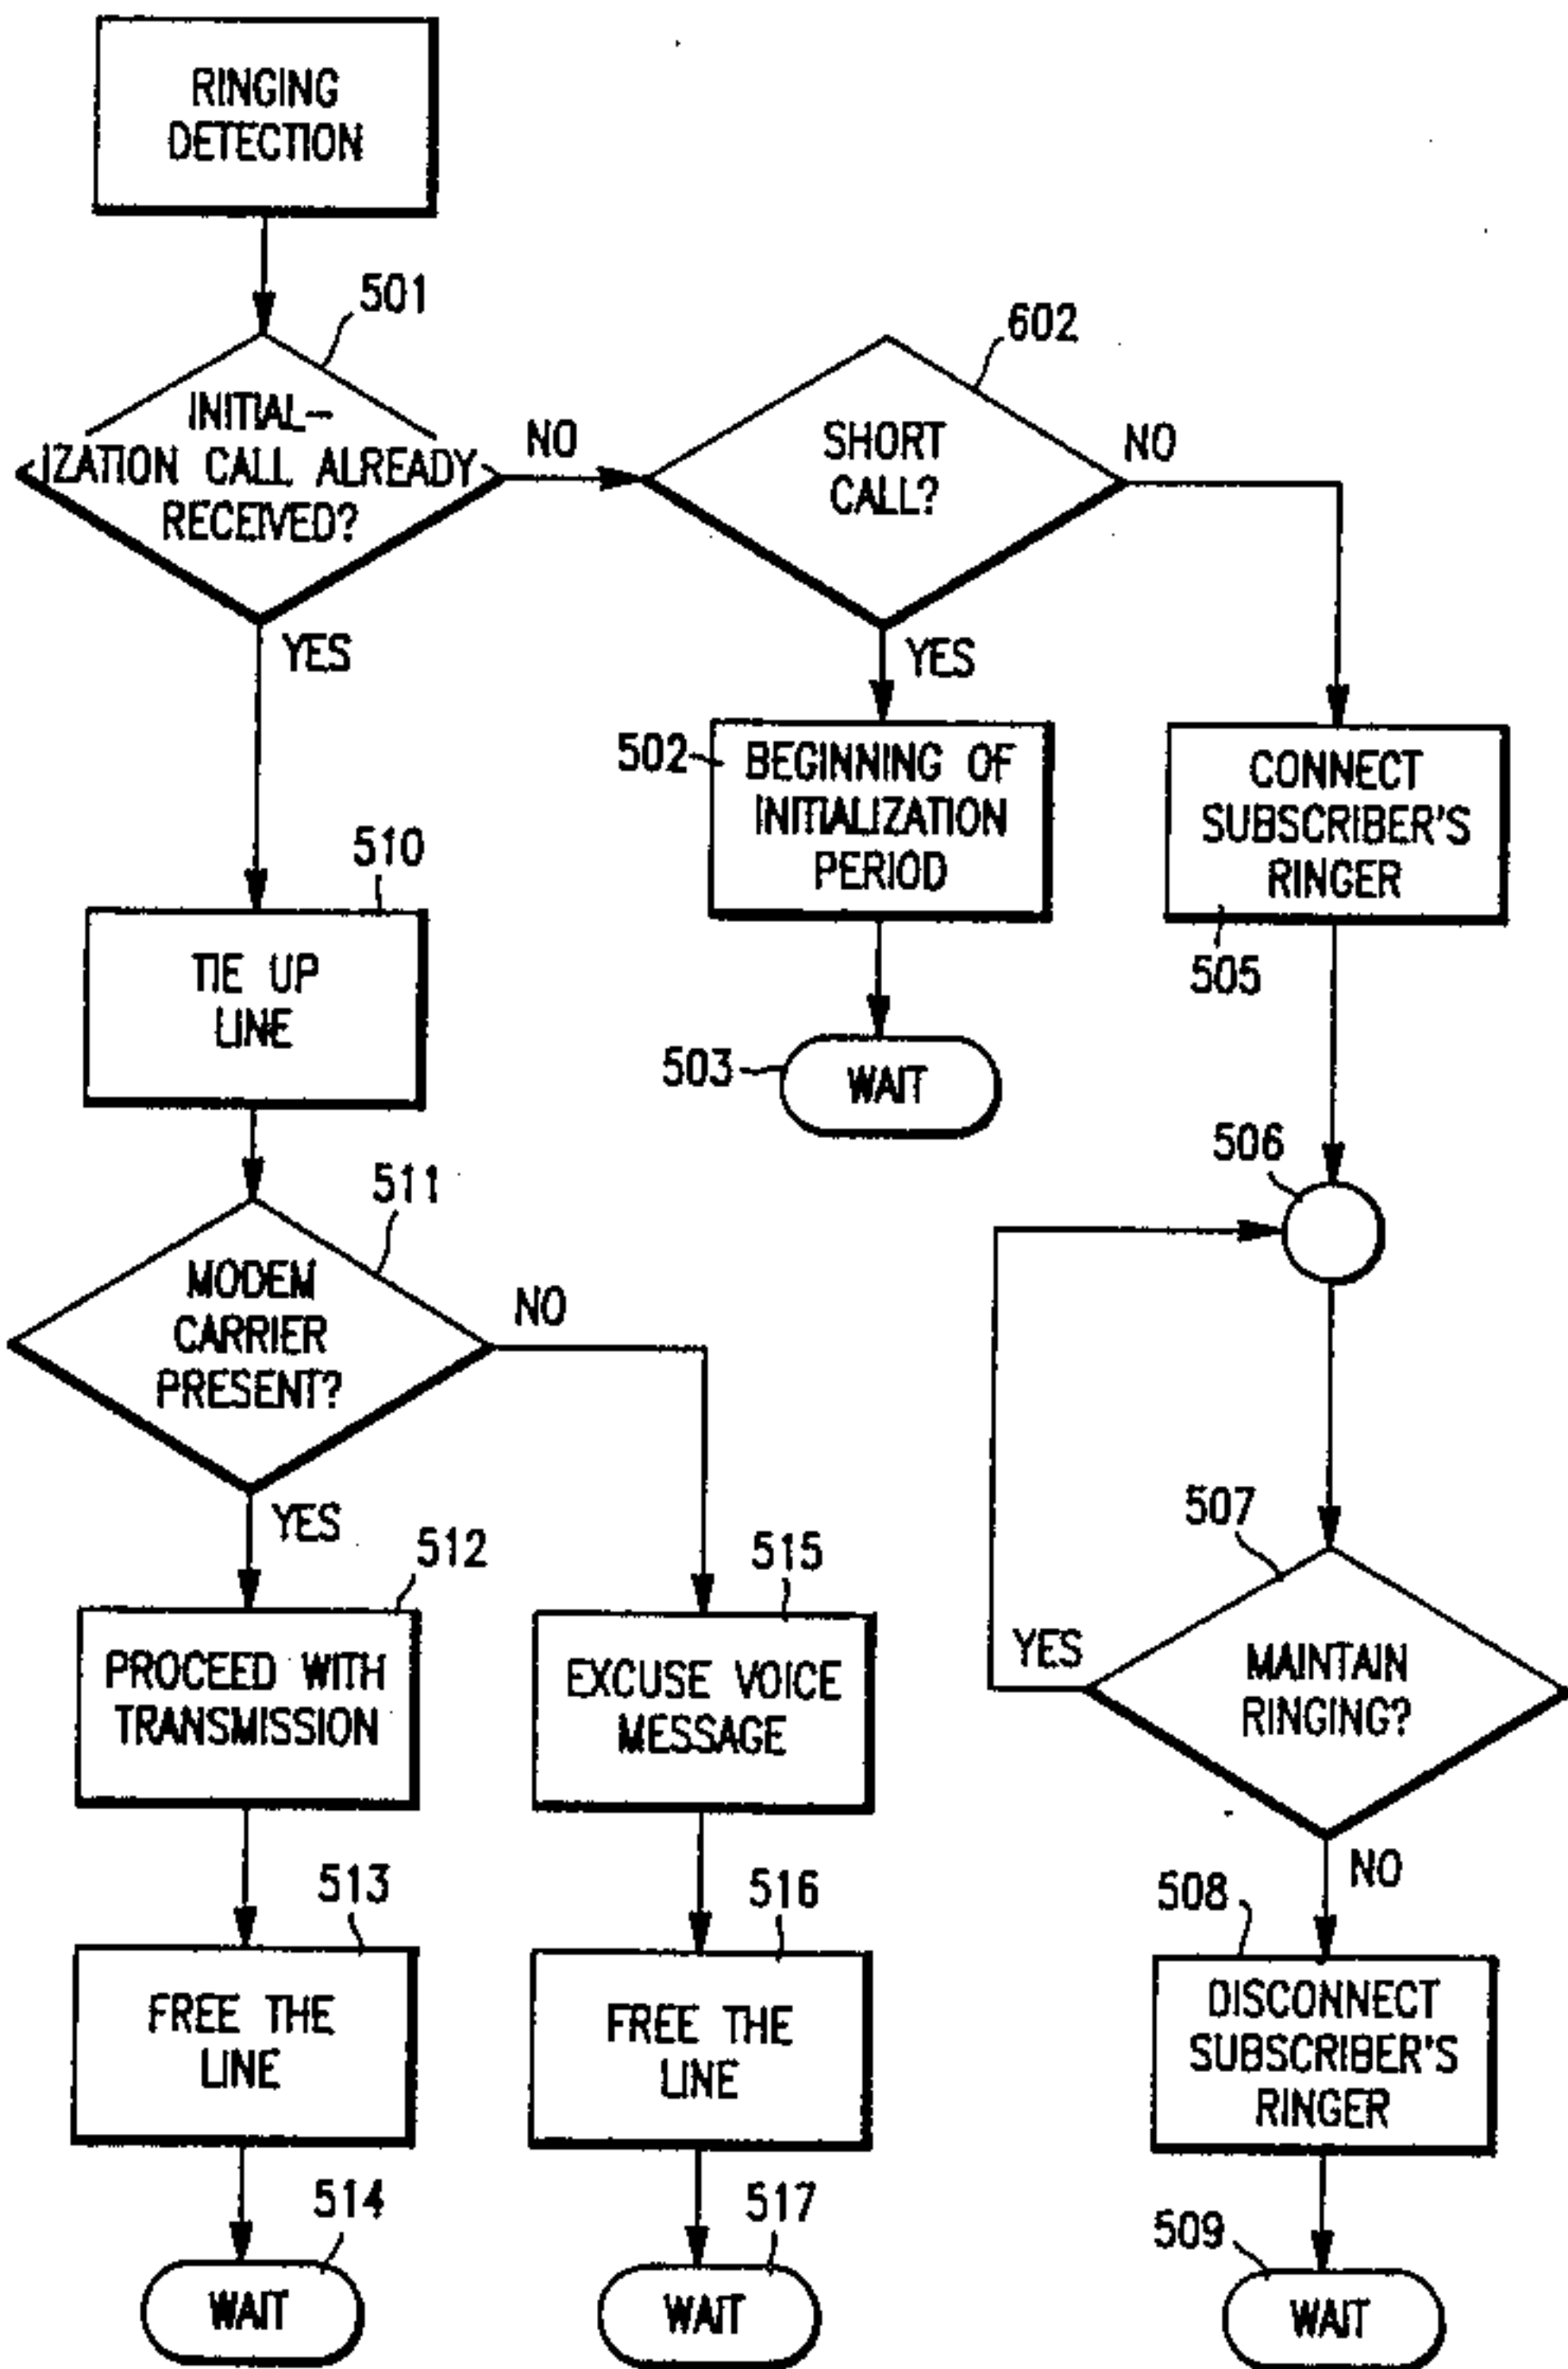 RINGING
DETECTION
501
INITIAL-
IZATION CALL ALREADY
RECEIVED?
NO
YES
602
SHORT
CALL?
NO
YES
502
BEGINNING OF
INITIALIZATION
PERIOD
503
WAIT
CONNECT
SUBSCRIBER'S
RINGER
505
510
TIE UP
LINE
506
511
MODEM
CARRIER
PRESENT?
NO
YES
507
MAINTAIN
RINGING?
YES
NO
512
PROCEED WITH
TRANSMISSION
515
EXCUSE VOICE
MESSAGE
513
FREE THE
LINE
516
FREE THE
LINE
508
DISCONNECT
SUBSCRIBER'S
RINGER
514
WAIT
517
WAIT
509
WAIT